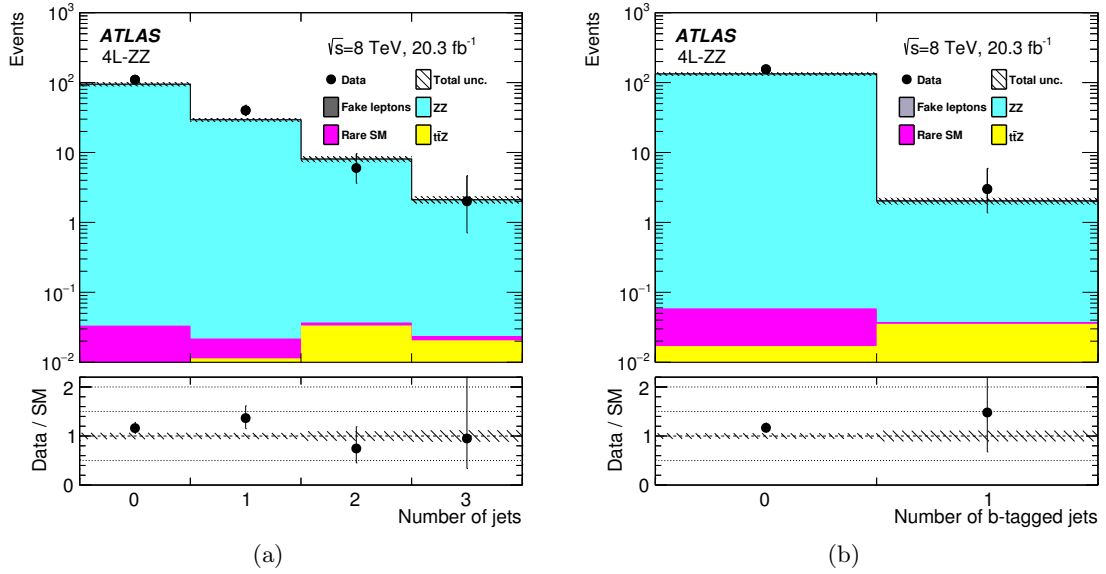 Events
10³
10²
10
1
10⁻¹
10⁻²
ATLAS
4L-ZZ
√s=8 TeV, 20.3 fb⁻¹
Data
Total unc.
Fake leptons
ZZ
Rare SM
tt̄Z
Data / SM
2
1
0
0 1 2 3
Number of jets
(a)
Events
10³
10²
10
1
10⁻¹
10⁻²
ATLAS
4L-ZZ
√s=8 TeV, 20.3 fb⁻¹
Data
Total unc.
Fake leptons
ZZ
Rare SM
tt̄Z
Data / SM
2
1
0
0 1
Number of b-tagged jets
(b)